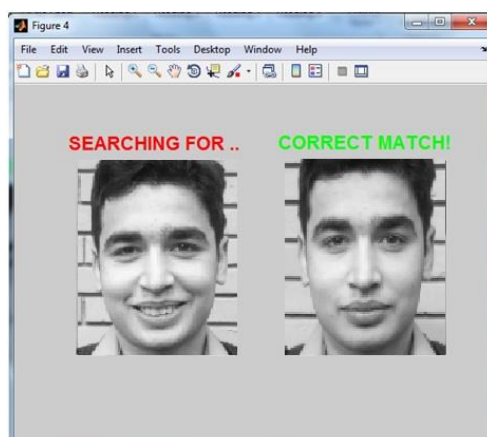 Figure 4
File Edit View Insert Tools Desktop Window Help
SEARCHING FOR ..
CORRECT MATCH!